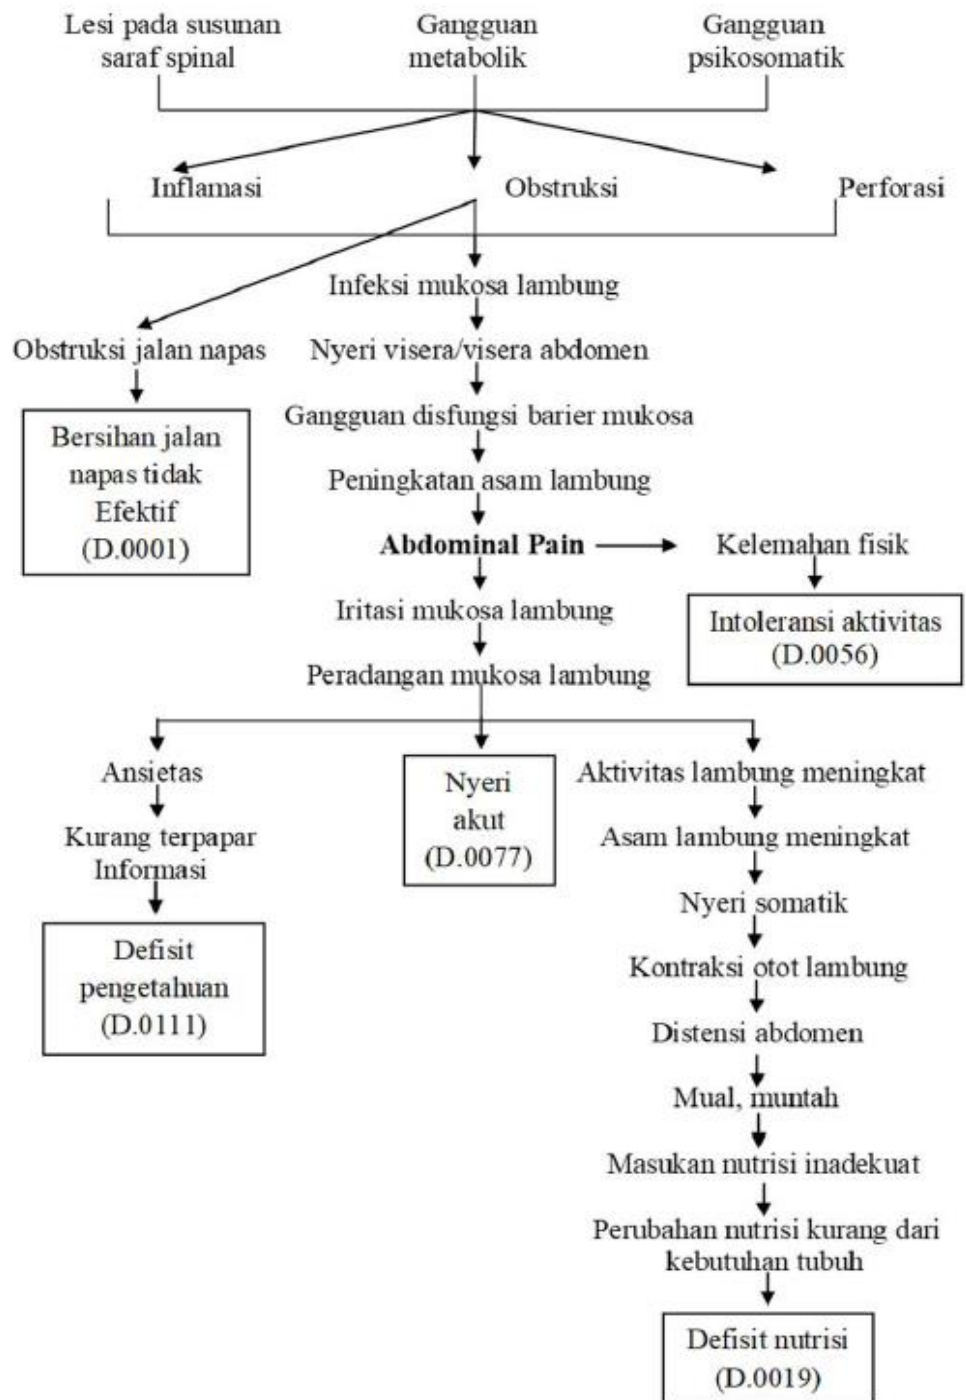 Lesi pada susunan
saraf spinal
Gangguan
metabolik
Gangguan
psikosomatik
Inflamasi
Obstruksi
Perforasi
Infeksi mukosa lambung
Obstruksi jalan napas
Nyeri visera/visera abdomen
Bersihan jalan
napas tidak
Efektif
(D.0001)
Gangguan disfungsi barier mukosa
Peningkatan asam lambung
Abdominal Pain
Kelemahan fisik
Iritasi mukosa lambung
Intoleransi aktivitas
(D.0056)
Peradangan mukosa lambung
Ansietas
Kurang terpapar
Informasi
Defisit
pengetahuan
(D.0111)
Nyeri
akut
(D.0077)
Aktivitas lambung meningkat
Asam lambung meningkat
Nyeri somatik
Kontraksi otot lambung
Distensi abdomen
Mual, muntah
Masukan nutrisi inadekuat
Perubahan nutrisi kurang dari
kebutuhan tubuh
Defisit nutrisi
(D.0019)